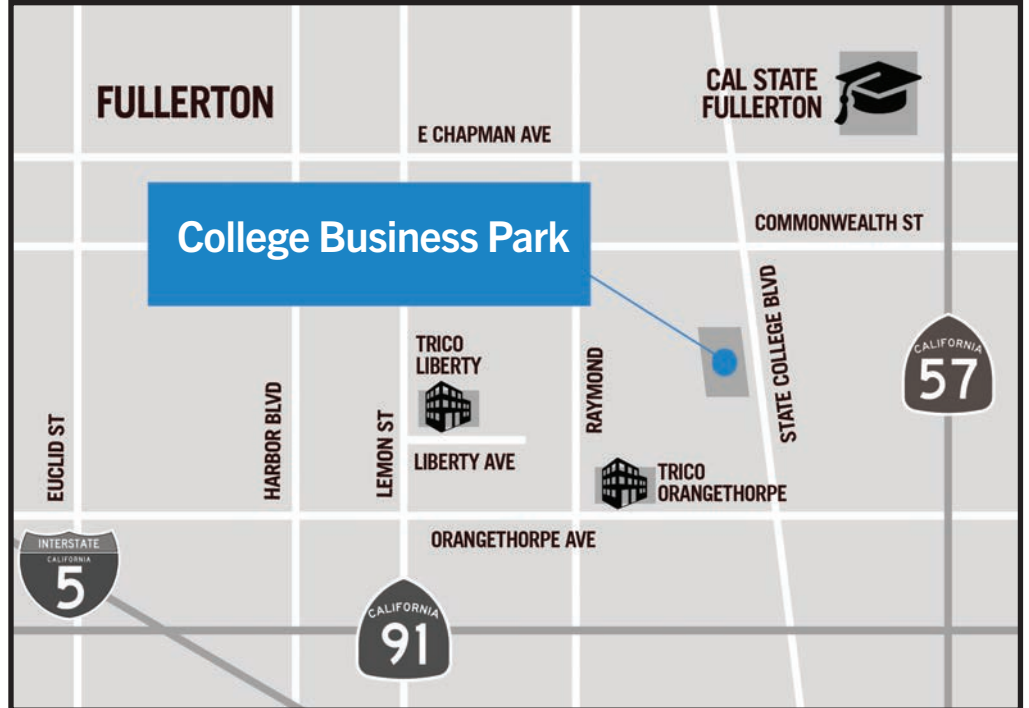 FULLERTON
CAL STATE
FULLERTON
E CHAPMAN AVE
College Business Park
COMMONWEALTH ST
STATE COLLEGE BLVD
TRICO
LIBERTY
RAYMOND
CALIFORNIA
57
EUCLID ST
HARBOR BLVD
LEMON ST
LIBERTY AVE
TRICO
ORANGETHORPE
ORANGETHORPE AVE
INTERSTATE
CALIFORNIA
5
CALIFORNIA
91